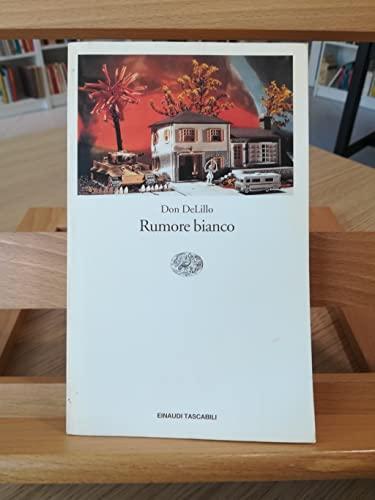 Don DeLillo
Rumore bianco
EINAUDI TASCABILI